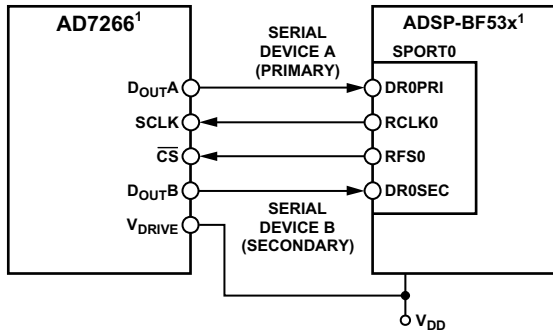 AD7266¹
ADSP-BF53x¹
SERIAL
DEVICE A
(PRIMARY)
SPORT0
DOUTA
DR0PRI
SCLK
RCLK0
CS
RFS0
DOUTB
DR0SEC
VDRIVE
SERIAL
DEVICE B
(SECONDARY)
VDD